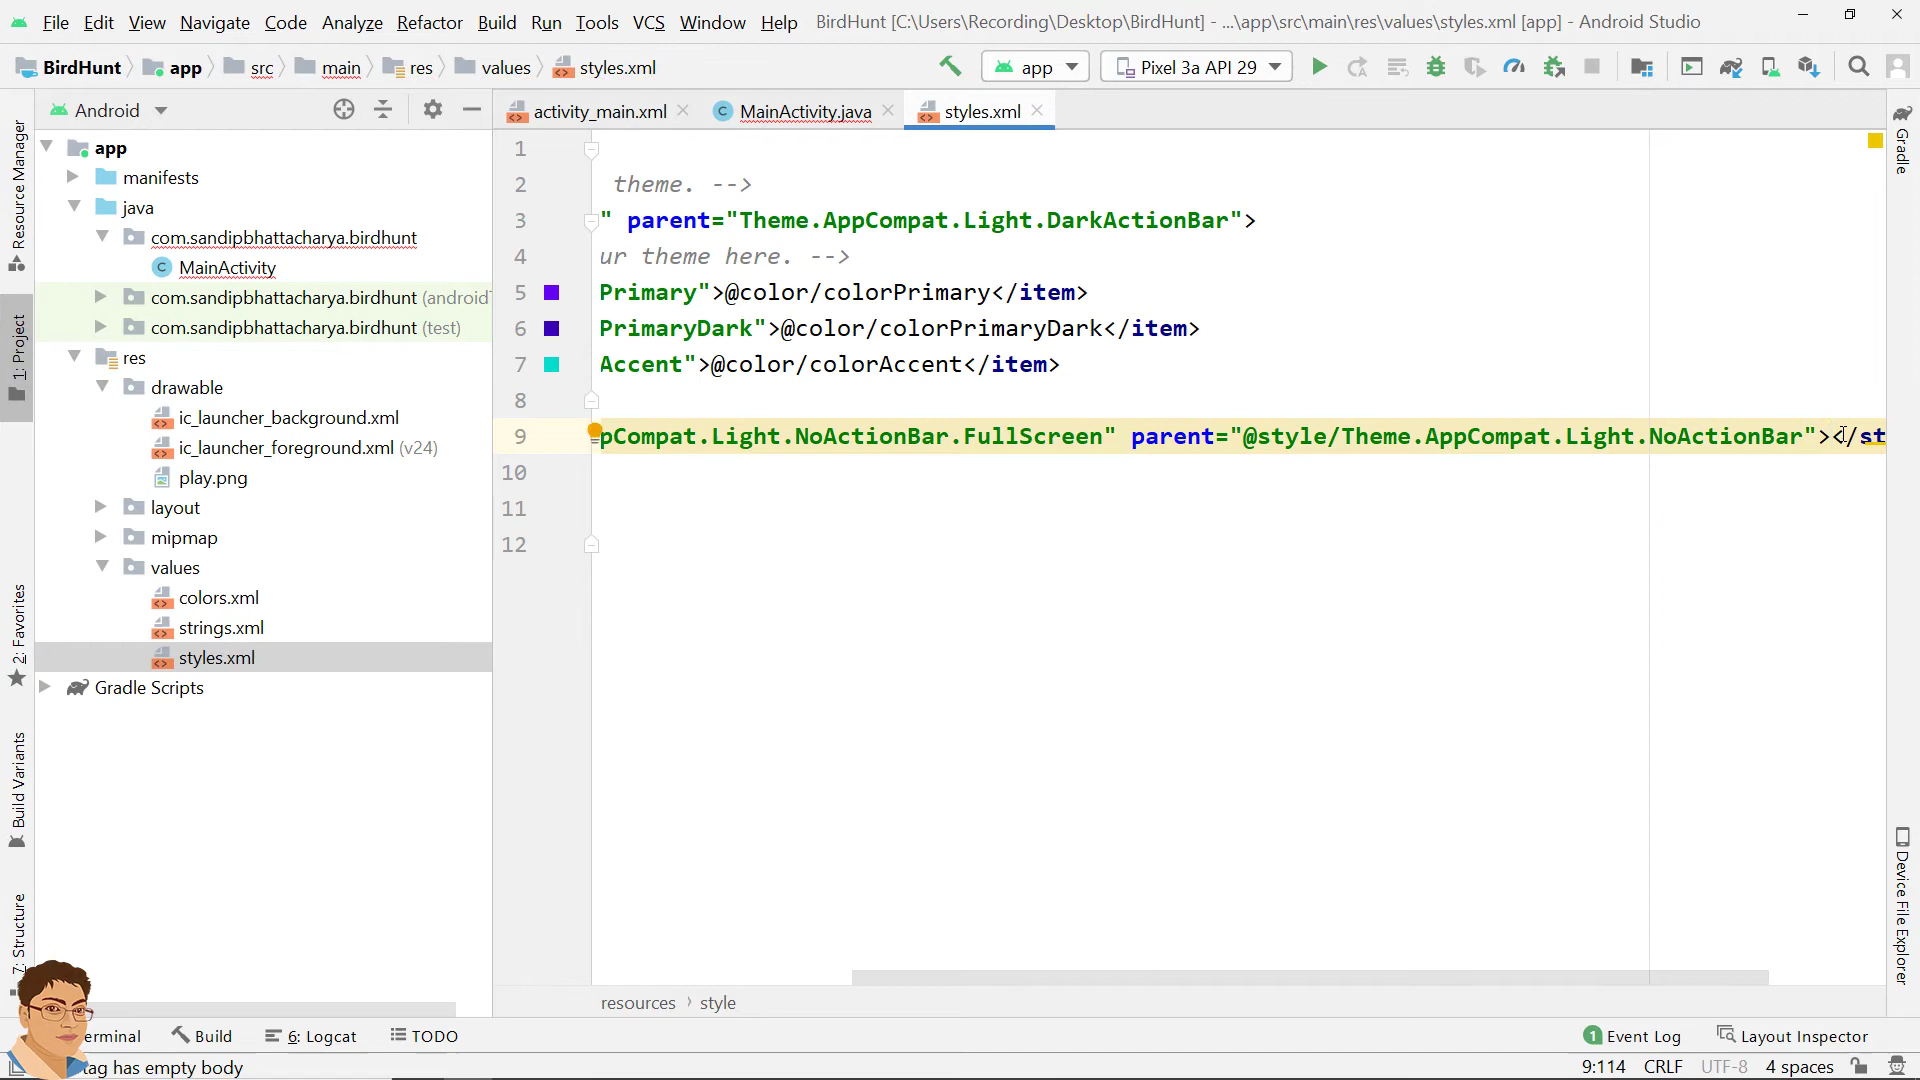 File Edit View Navigate Code Analyze Refactor Build Run Tools VCS Window Help BirdHunt [C:\Users\Recording\Desktop\BirdHunt] - ...\app\src\main\res\values\styles.xml [app] - Android Studio
BirdHunt app src main res values styles.xml app Pixel 3a API 29
Android
activity_main.xml MainActivity.java styles.xml
app
manifests
java
com.sandipbhattacharya.birdhunt
MainActivity
com.sandipbhattacharya.birdhunt (android
com.sandipbhattacharya.birdhunt (test)
res
drawable
ic_launcher_background.xml
ic_launcher_foreground.xml (v24)
play.png
layout
mipmap
values
colors.xml
strings.xml
styles.xml
Gradle Scripts
1
2 theme. -->
3 " parent="Theme.AppCompat.Light.DarkActionBar">
4 ur theme here. -->
5 Primary">@color/colorPrimary</item>
6 PrimaryDark">@color/colorPrimaryDark</item>
7 Accent">@color/colorAccent</item>
8
9 pCompat.Light.NoActionBar.FullScreen" parent="@style/Theme.AppCompat.Light.NoActionBar"></st
10
11
12
resources › style
Resource Manager
1: Project
2: Favorites
Build Variants
7: Structure
Gradle
Device File Explorer
erminal Build 6: Logcat TODO 1 Event Log Layout Inspector
tag has empty body 9:114 CRLF UTF-8 4 spaces